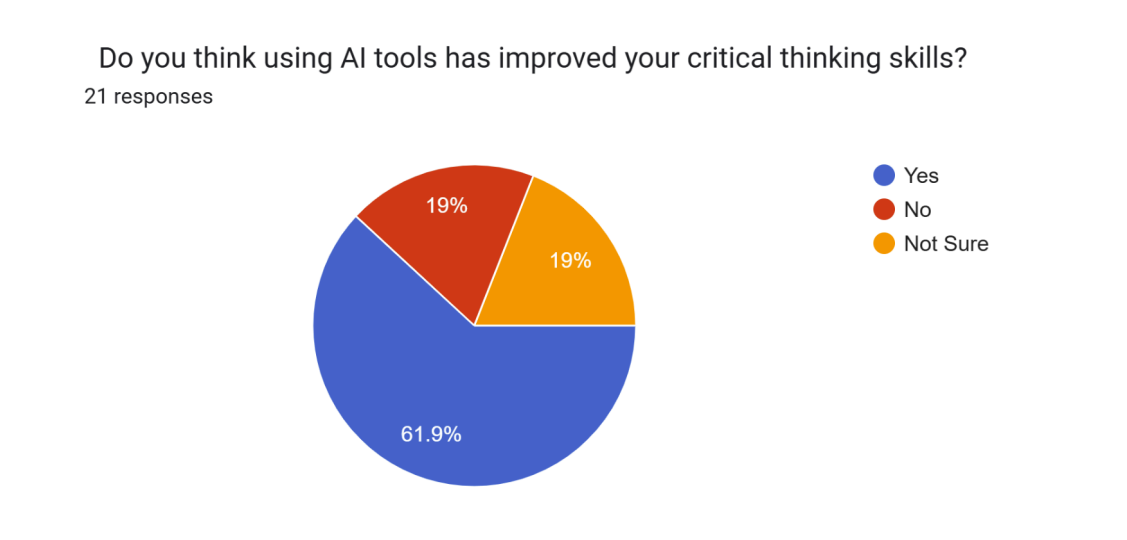 Do you think using AI tools has improved your critical thinking skills?
21 responses
Yes
No
Not Sure
19%
19%
61.9%